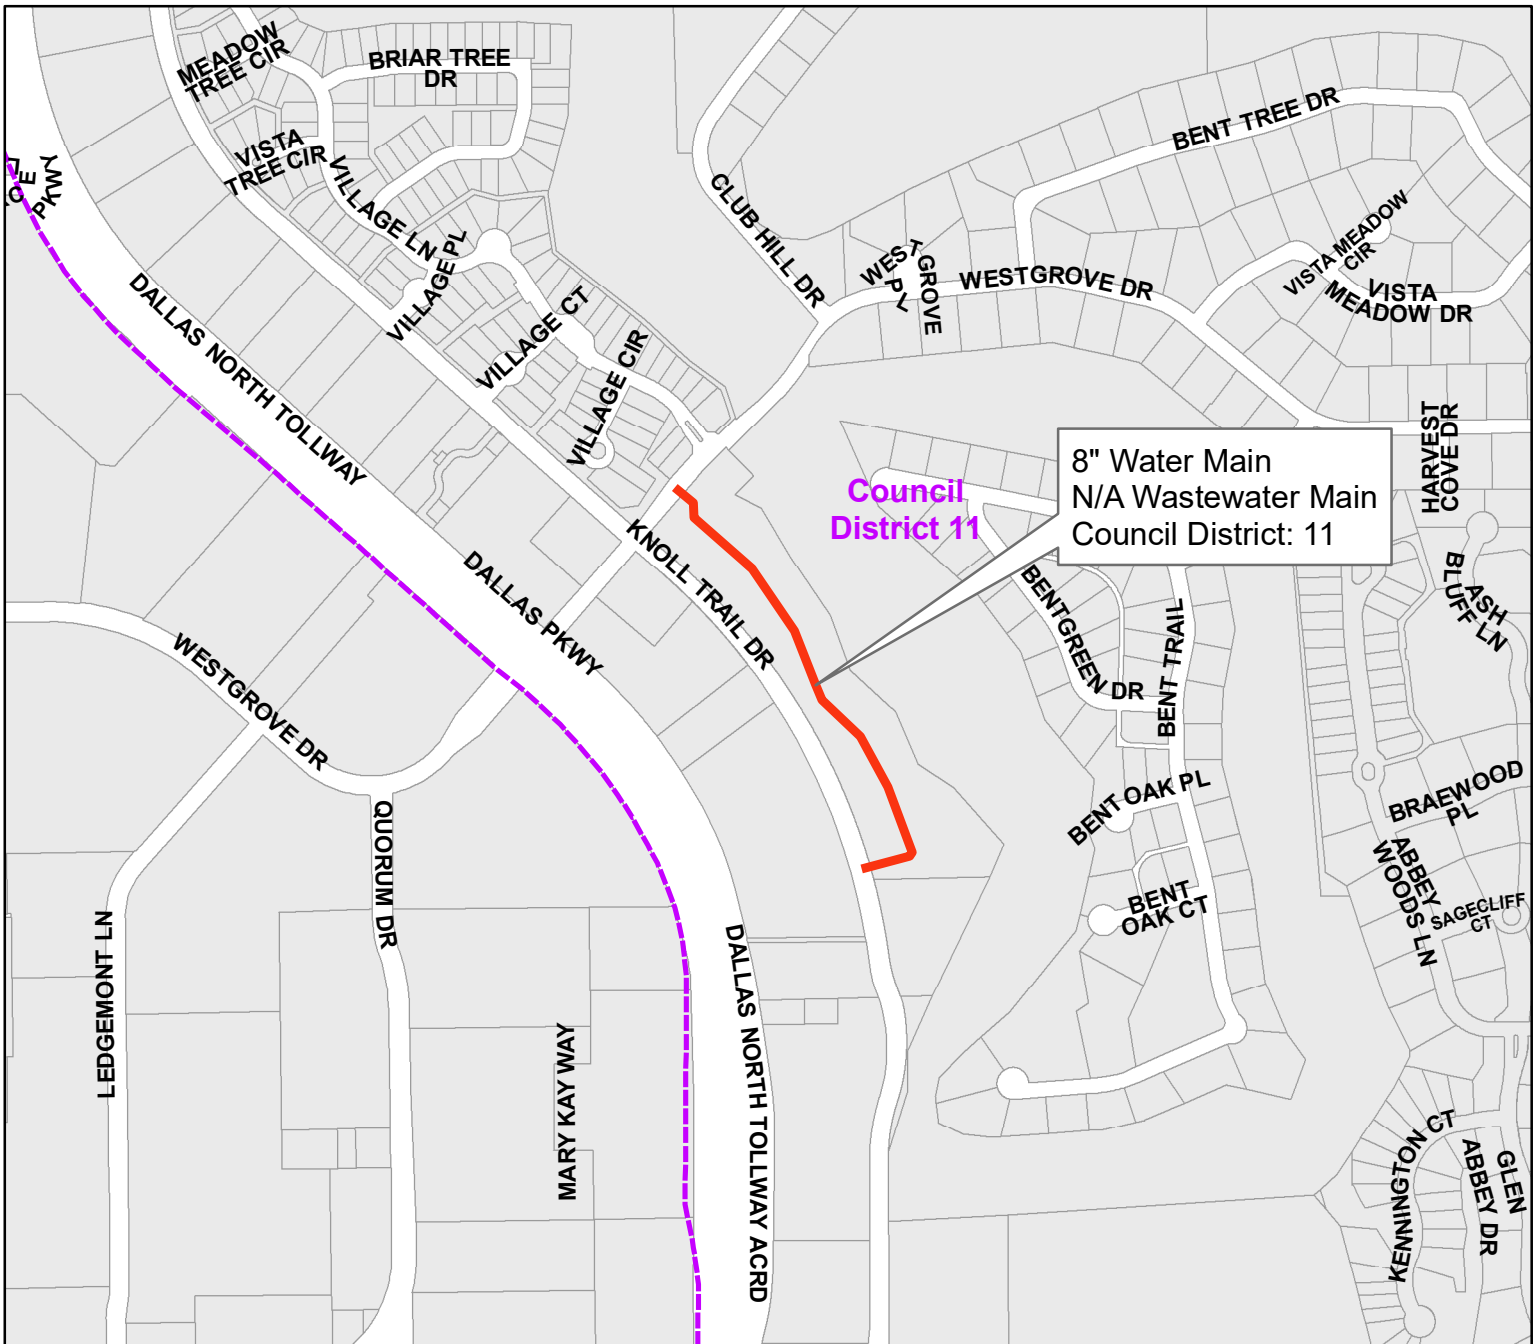 MEADOW
TREE CIR
BRIAR TREE
DR
VISTA
TREE CIR
VILLAGE LN
VILLAGE PL
VILLAGE CT
VILLAGE CIR
PKWY
CLUB HILL DR
WEST GROVE
PL
WESTGROVE DR
BENT TREE DR
VISTA MEADOW
CIR
VISTA
MEADOW DR
HARVEST
COVE DR
DALLAS NORTH TOLLWAY
Council
District 11
8" Water Main
N/A Wastewater Main
Council District: 11
KNOLL TRAIL DR
DALLAS PKWY
BENTGREEN DR
BENT TRAIL
ASH
BLUFF LN
WESTGROVE DR
BENT OAK PL
BRAEWOOD
PL
QUORUM DR
ABBEY
WOODS LN
BENT
OAK CT
SAGECLIFF
CT
LEDGEMONT LN
MARY KAY WAY
DALLAS NORTH TOLLWAY ACRD
KENNINGTON CT
GLEN
ABBEY DR